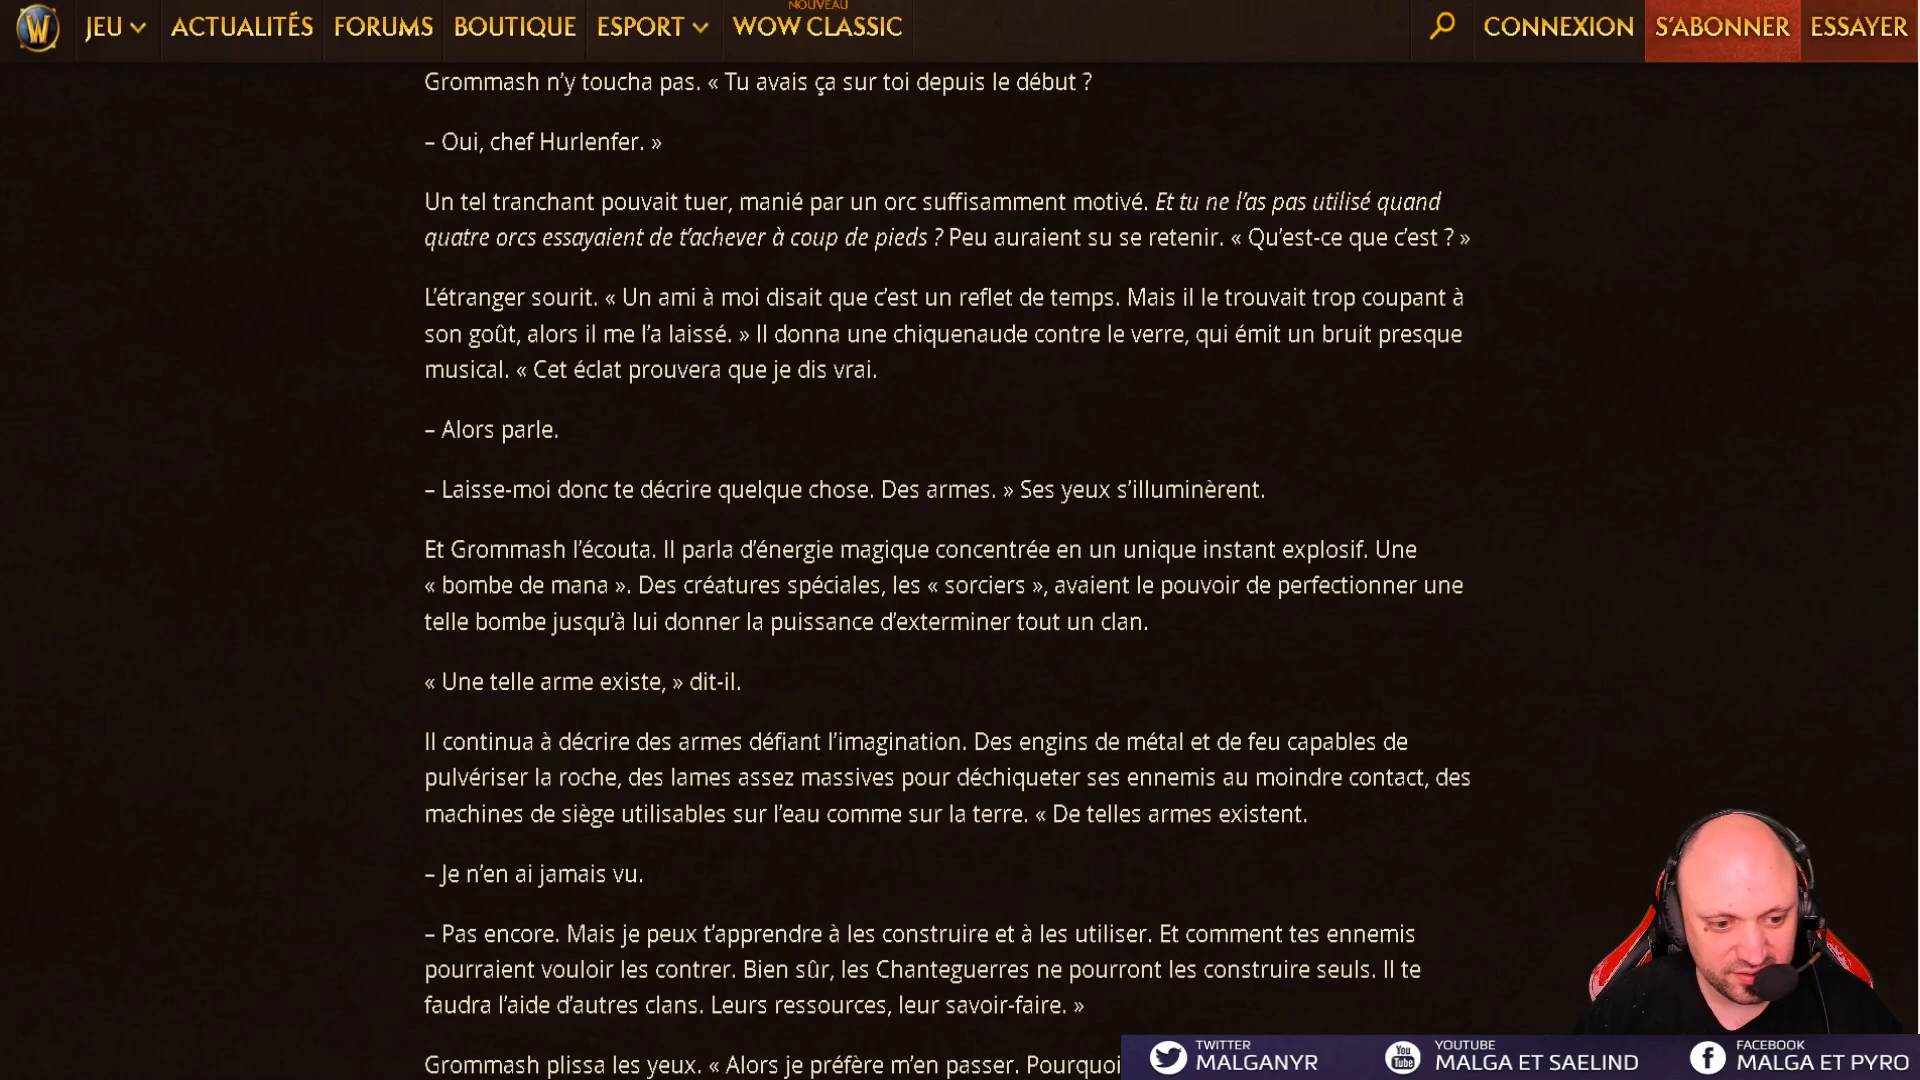 NOUVEAU
JEU ACTUALITÉS FORUMS BOUTIQUE ESPORT WOW CLASSIC CONNEXION S'ABONNER ESSAYER
Grommash n'y toucha pas. « Tu avais ça sur toi depuis le début ?
– Oui, chef Hurlenfer. »
Un tel tranchant pouvait tuer, manié par un orc suffisamment motivé. Et tu ne l'as pas utilisé quand
quatre orcs essayaient de t'achever à coup de pieds ? Peu auraient su se retenir. « Qu'est-ce que c'est ? »
L'étranger sourit. « Un ami à moi disait que c'est un reflet de temps. Mais il le trouvait trop coupant à
son goût, alors il me l'a laissé. » Il donna une chiquenaude contre le verre, qui émit un bruit presque
musical. « Cet éclat prouvera que je dis vrai.
– Alors parle.
– Laisse-moi donc te décrire quelque chose. Des armes. » Ses yeux s'illuminèrent.
Et Grommash l'écouta. Il parla d'énergie magique concentrée en un unique instant explosif. Une
« bombe de mana ». Des créatures spéciales, les « sorciers », avaient le pouvoir de perfectionner une
telle bombe jusqu'à lui donner la puissance d'exterminer tout un clan.
« Une telle arme existe, » dit-il.
Il continua à décrire des armes défiant l'imagination. Des engins de métal et de feu capables de
pulvériser la roche, des lames assez massives pour déchiqueter ses ennemis au moindre contact, des
machines de siège utilisables sur l'eau comme sur la terre. « De telles armes existent.
– Je n'en ai jamais vu.
– Pas encore. Mais je peux t'apprendre à les construire et à les utiliser. Et comment tes ennemis
pourraient vouloir les contrer. Bien sûr, les Chanteguerres ne pourront les construire seuls. Il te
faudra l'aide d'autres clans. Leurs ressources, leur savoir-faire. »
Grommash plissa les yeux. « Alors je préfère m'en passer. Pourquoi
TWITTER
MALGANYR
You Tube
YOUTUBE
MALGA ET SAELIND
FACEBOOK
MALGA ET PYRO